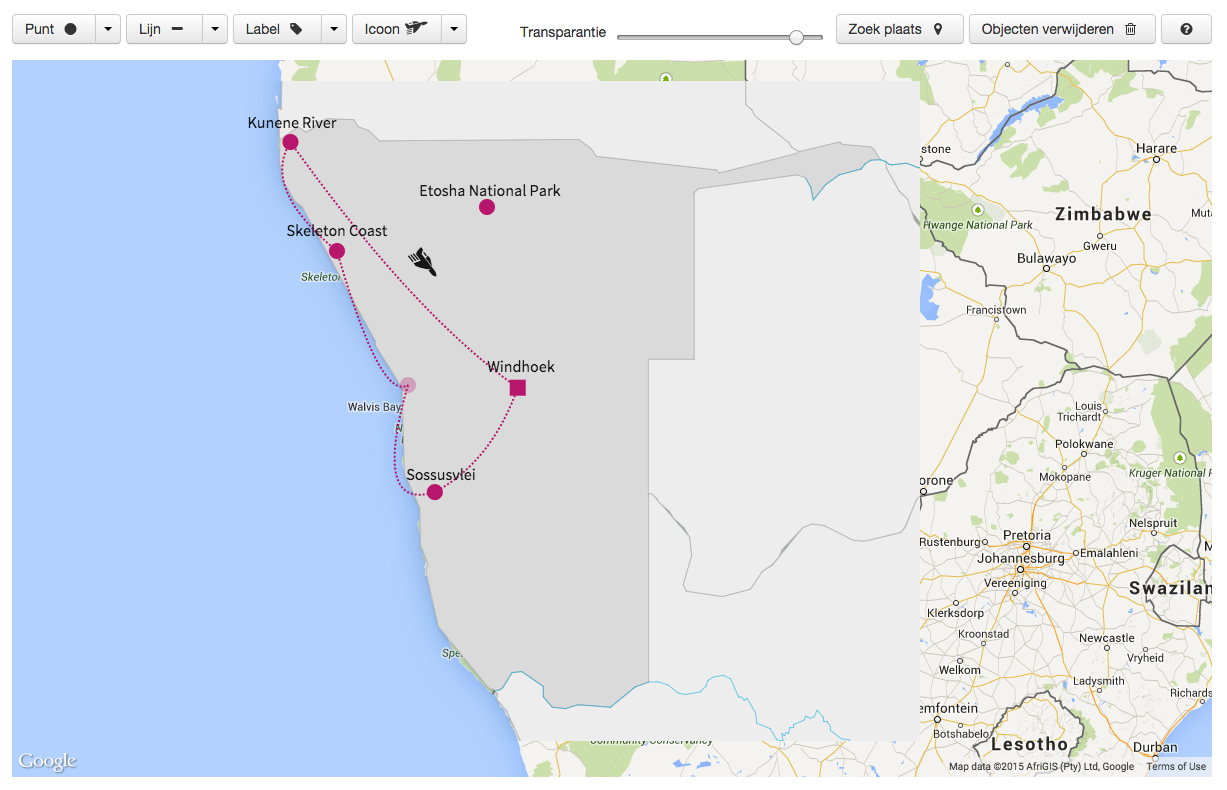 Punt
Lijn
Label
Icoon
Transparantie
Zoek plaats
Objecten verwijderen
?
Kunene River
Etosha National Park
Skeleton Coast
Skeleton
Windhoek
Walvis Bay
Sossusvlei
stone
Harare
Zimbabwe
Muta
Hwange National Park
Gweru
Bulawayo
Francistown
Louis
Trichardt
Polokwane
Kruger National P
Mokopane
orone
Nelspruit
Pretoria
Rustenburg
Emalahleni
M
Johannesburg
Vereeniging
Swazilan
Klerksdorp
Kroonstad
Newcastle
Vryheid
Welkom
Ladysmith
Richards
emfontein
Botshabelo
Spe
Community Conservancy
Lesotho
Durban
Google
Map data ©2015 AfriGIS (Pty) Ltd, Google
Terms of Use